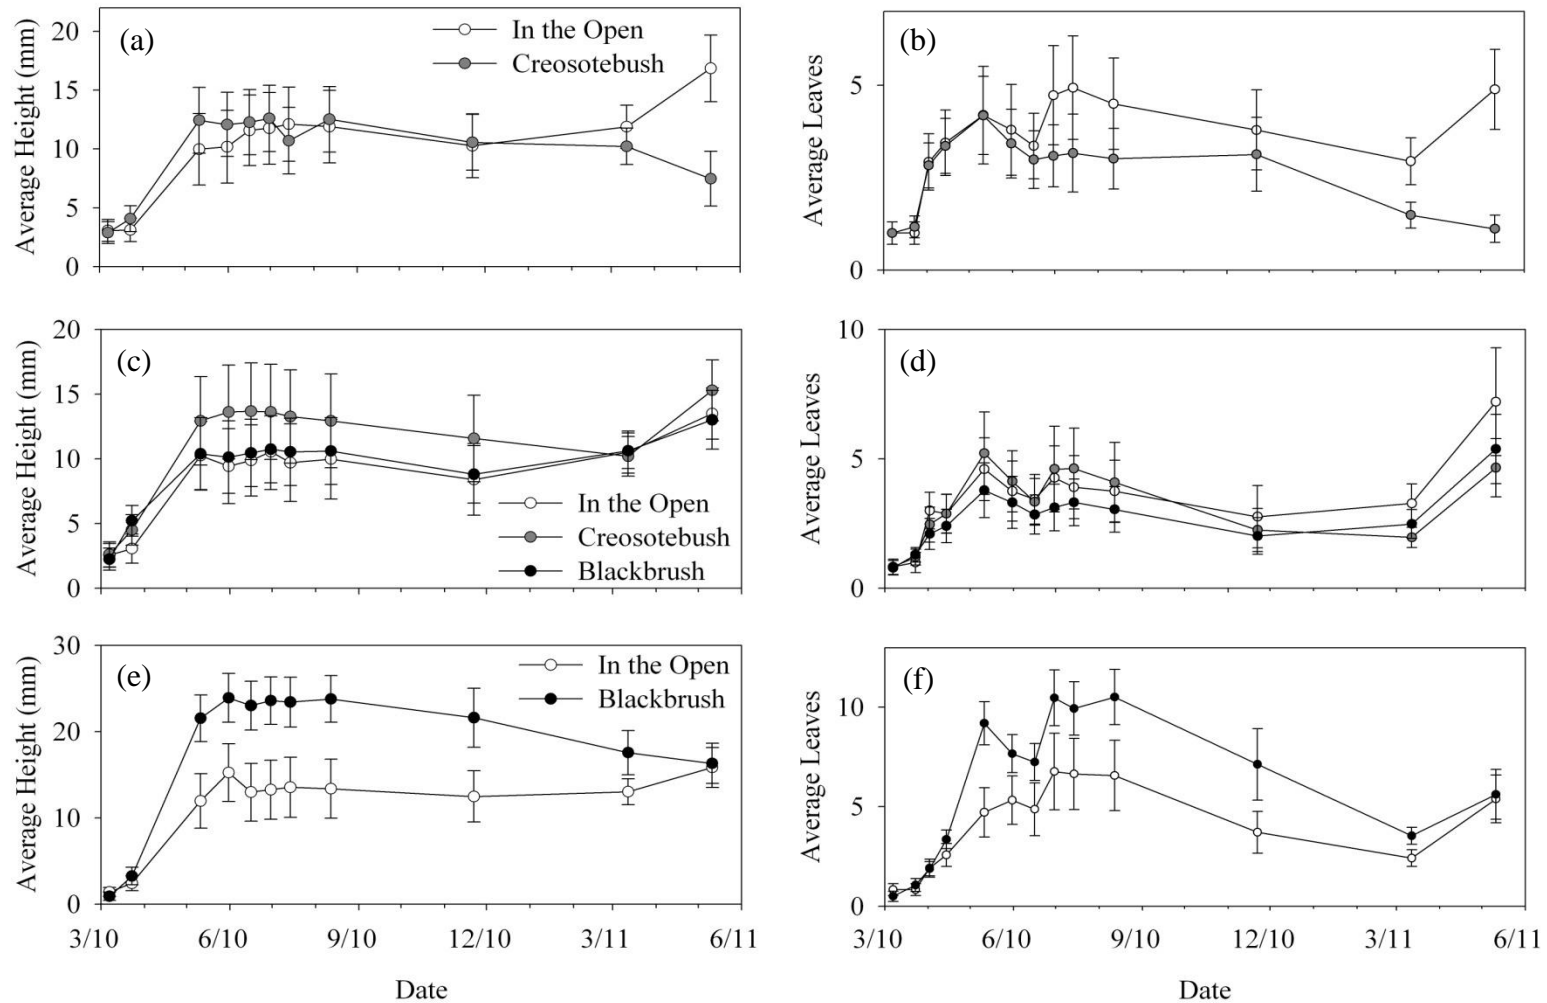 (a)
In the Open
Creosotebush
Average Height (mm)
20
15
10
5
0
(b)
Average Leaves
5
0
(c)
In the Open
Creosotebush
Blackbrush
Average Height (mm)
20
15
10
5
0
(d)
Average Leaves
10
5
0
(e)
In the Open
Blackbrush
Average Height (mm)
30
20
10
0
3/10 6/10 9/10 12/10 3/11 6/11
Date
(f)
Average Leaves
10
5
0
3/10 6/10 9/10 12/10 3/11 6/11
Date